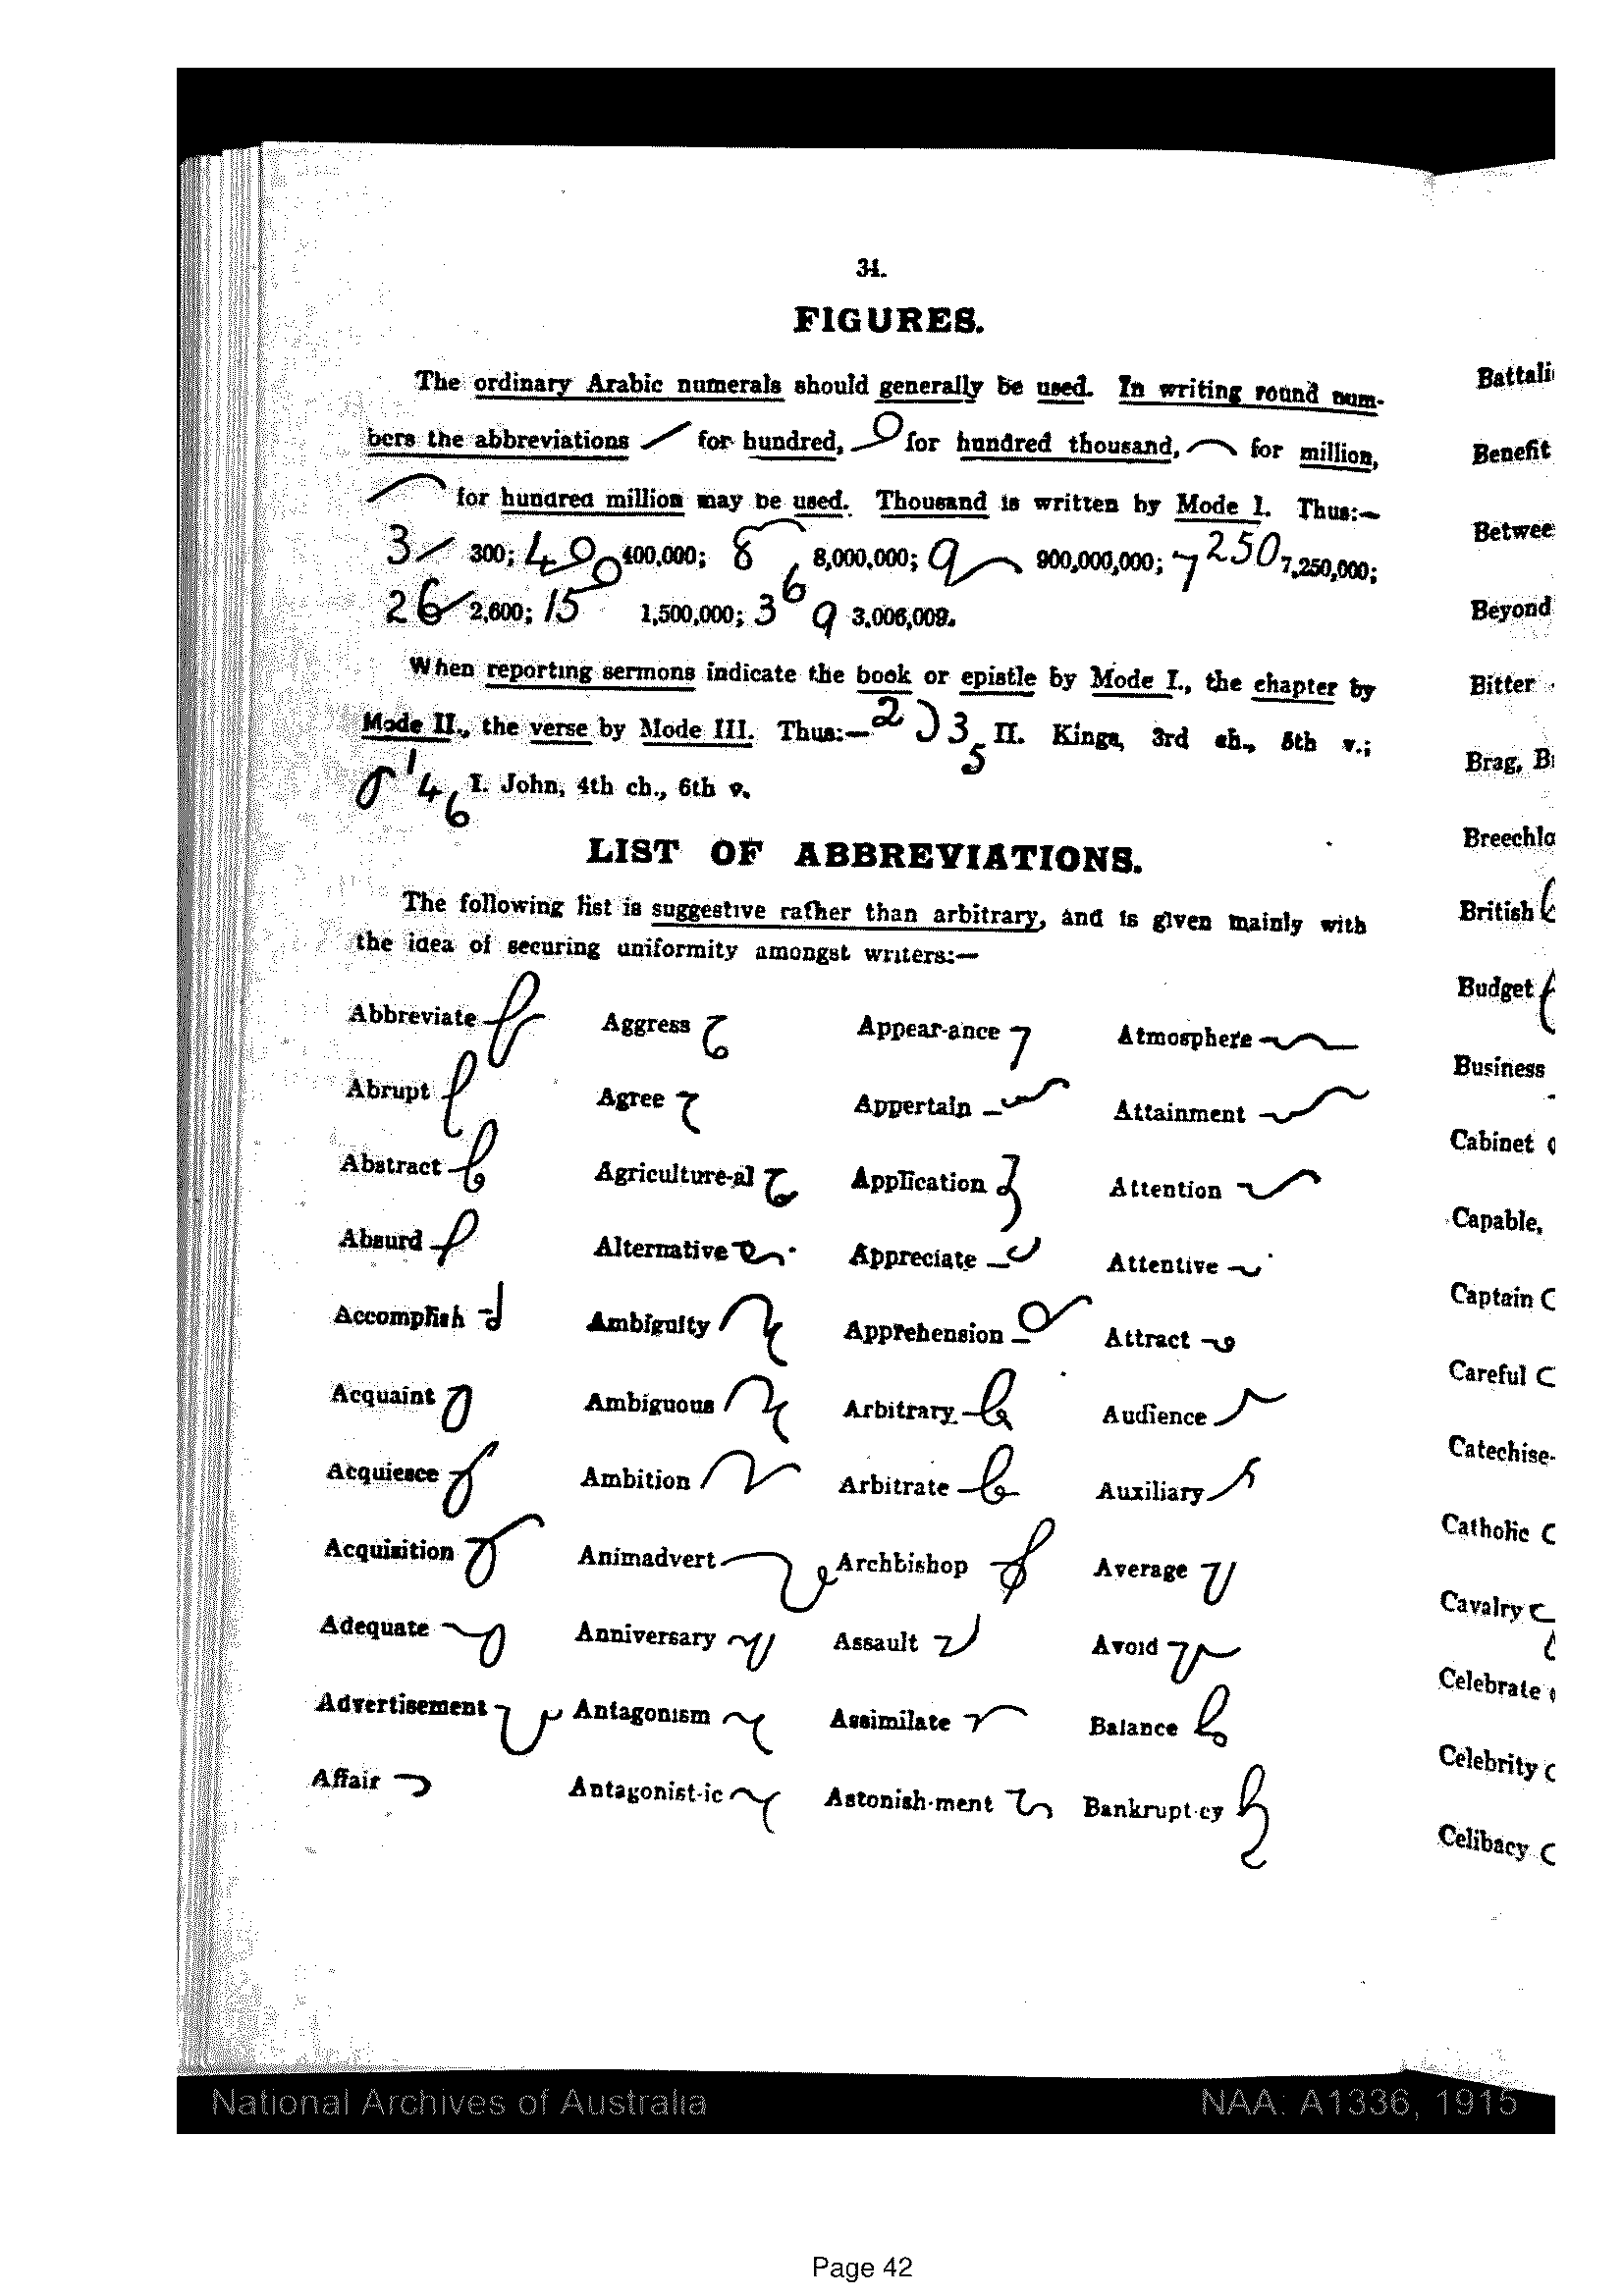 34.
FIGURES.
The ordinary Arabic numerals should generally be used. In writing round num-
bers the abbreviations for hundred, for hundred thousand, for million,
for hundred million may be used. Thousand is written by Mode I. Thus:—
3 300; 4 400,000; 8 8,000,000; 9 900,000,000; 7 250 7,250,000;
26 2,600; 15 1,500,000; 3 6 9 3,006,009.
When reporting sermons indicate the book or epistle by Mode I., the chapter by
Mode II., the verse by Mode III. Thus:— 2 3 5 II. Kings, 3rd ch., 5th v.;
1 4 6 I. John, 4th ch., 6th v.
LIST OF ABBREVIATIONS.
The following list is suggestive rather than arbitrary, and is given mainly with
the idea of securing uniformity amongst writers:—
Abbreviate Aggress Appear-ance Atmosphere
Abrupt Agree Appertain Attainment
Abstract Agriculture-al Application Attention
Absurd Alternative Appreciate Attentive
Accomplish Ambiguity Apprehension Attract
Acquaint Ambiguous Arbitrary Audience
Acquiesce Ambition Arbitrate Auxiliary
Acquisition Animadvert Archbishop Average
Adequate Anniversary Assault Avoid
Advertisement Antagonism Assimilate Balance
Affair Antagonist-ic Astonish-ment Bankrupt-cy
Battali
Benefit
Betwee
Beyond
Bitter
Brag, B
Breechlo
British
Budget
Business
Cabinet
Capable,
Captain
Careful
Catechise-
Catholic
Cavalry
Celebrate
Celebrity
Celibacy
National Archives of Australia NAA: A1336, 1915
Page 42